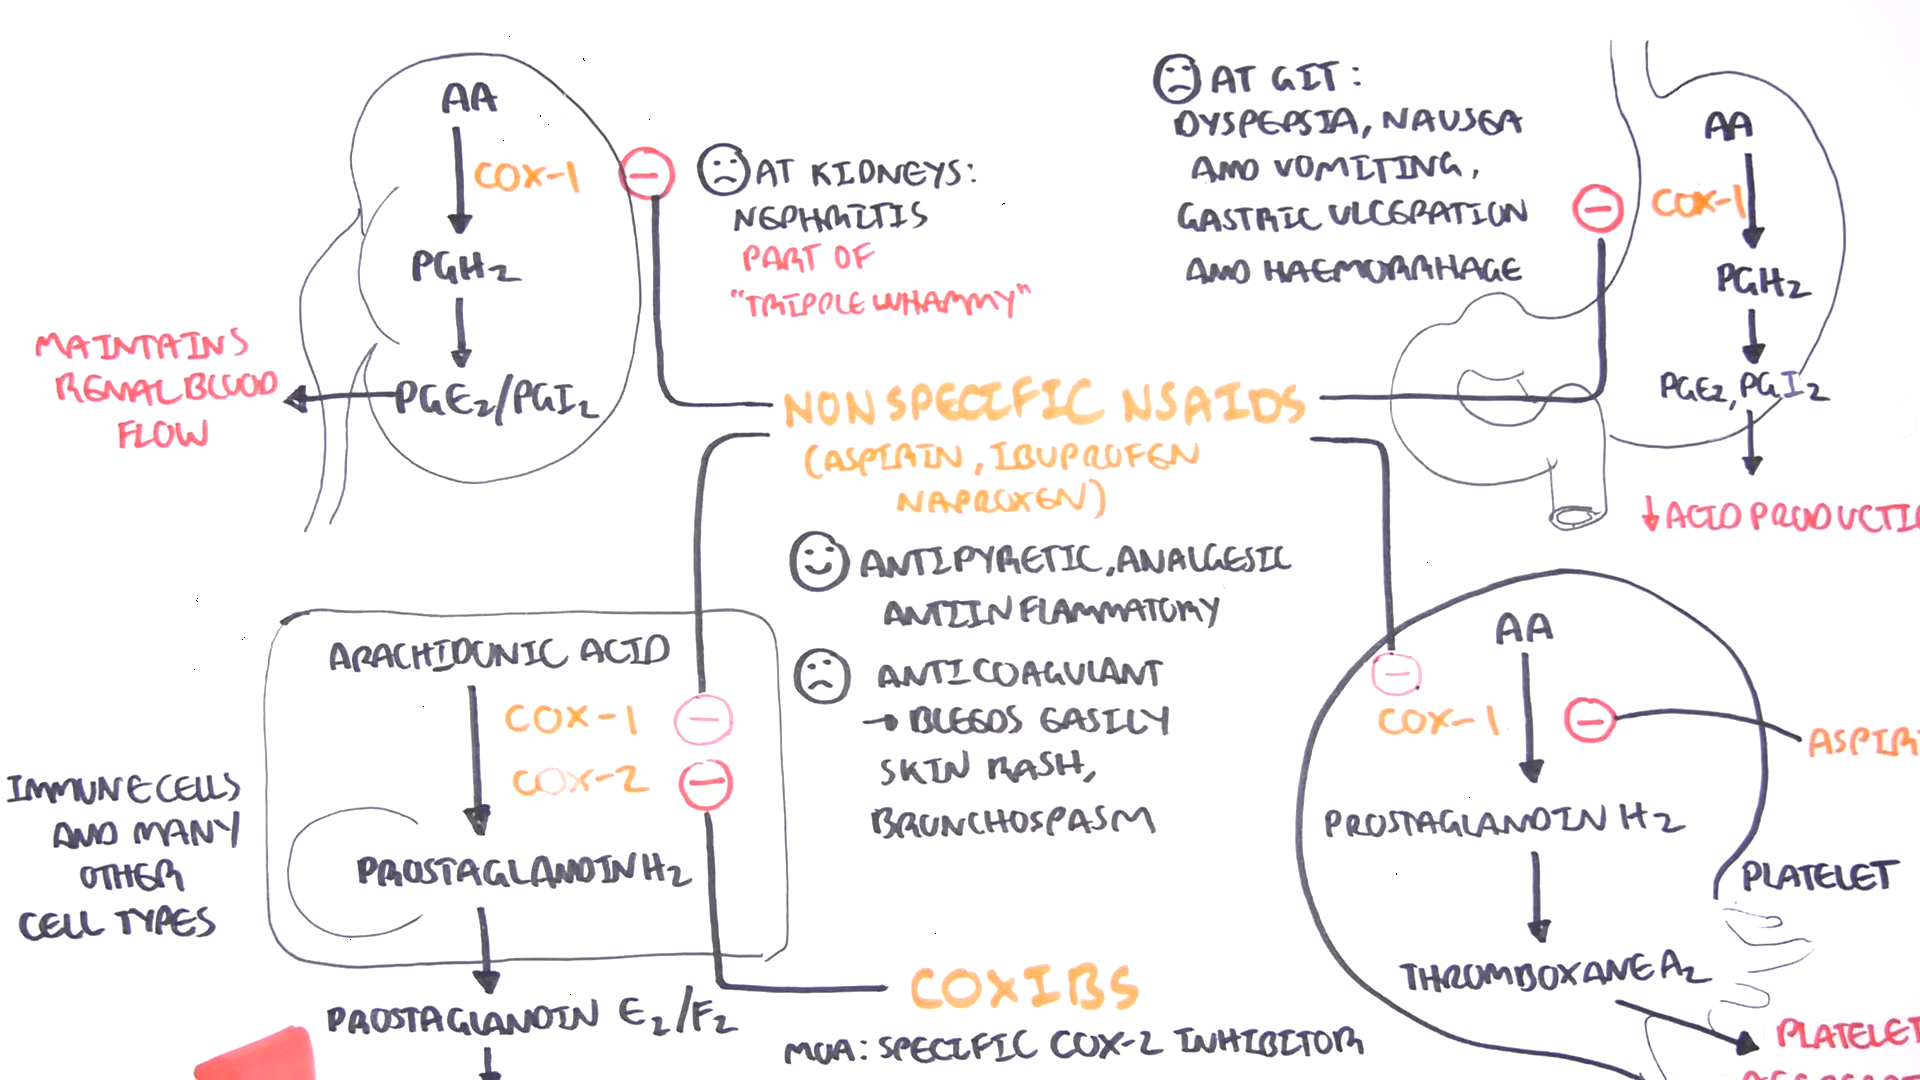 AA
COX-1
PGH2
PGE2/PGI2
MAINTAINS
RENAL BLOOD
FLOW
AT KIDNEYS:
NEPHRITIS
PART OF
"TRIPPLE WHAMMY"
AT GIT:
DYSPEPSIA, NAUSEA
AND VOMITING,
GASTRIC ULCERATION
AND HAEMORRHAGE
AA
COX-1
PGH2
PGE2, PGI2
↓ ACID PRODUCTIO
NON SPECIFIC NSAIDS
(ASPIRIN, IBUPROFEN
NAPROXEN)
ANTIPYRETIC, ANALGESIC
ANTIINFLAMMATORY
ANTICOAGULANT
→ BLEEDS EASILY
SKIN RASH,
BRONCHOSPASM
IMMUNE CELLS
AND MANY
OTHER
CELL TYPES
ARACHIDONIC ACID
COX-1
COX-2
PROSTAGLANDIN H2
PROSTAGLANDIN E2/F2
COXIBS
MOA: SPECIFIC COX-2 INHIBITOR
AA
COX-1
ASPIRI
PROSTAGLANDIN H2
PLATELET
THROMBOXANE A2
PLATELET